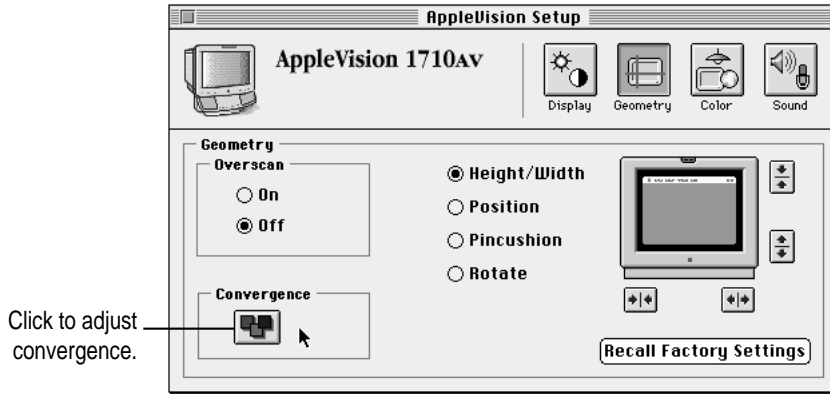 AppleVision Setup
AppleVision 1710AV
Display
Geometry
Color
Sound
Geometry
Overscan
On
Off
Height/Width
Position
Pincushion
Rotate
Convergence
Click to adjust
convergence.
Recall Factory Settings